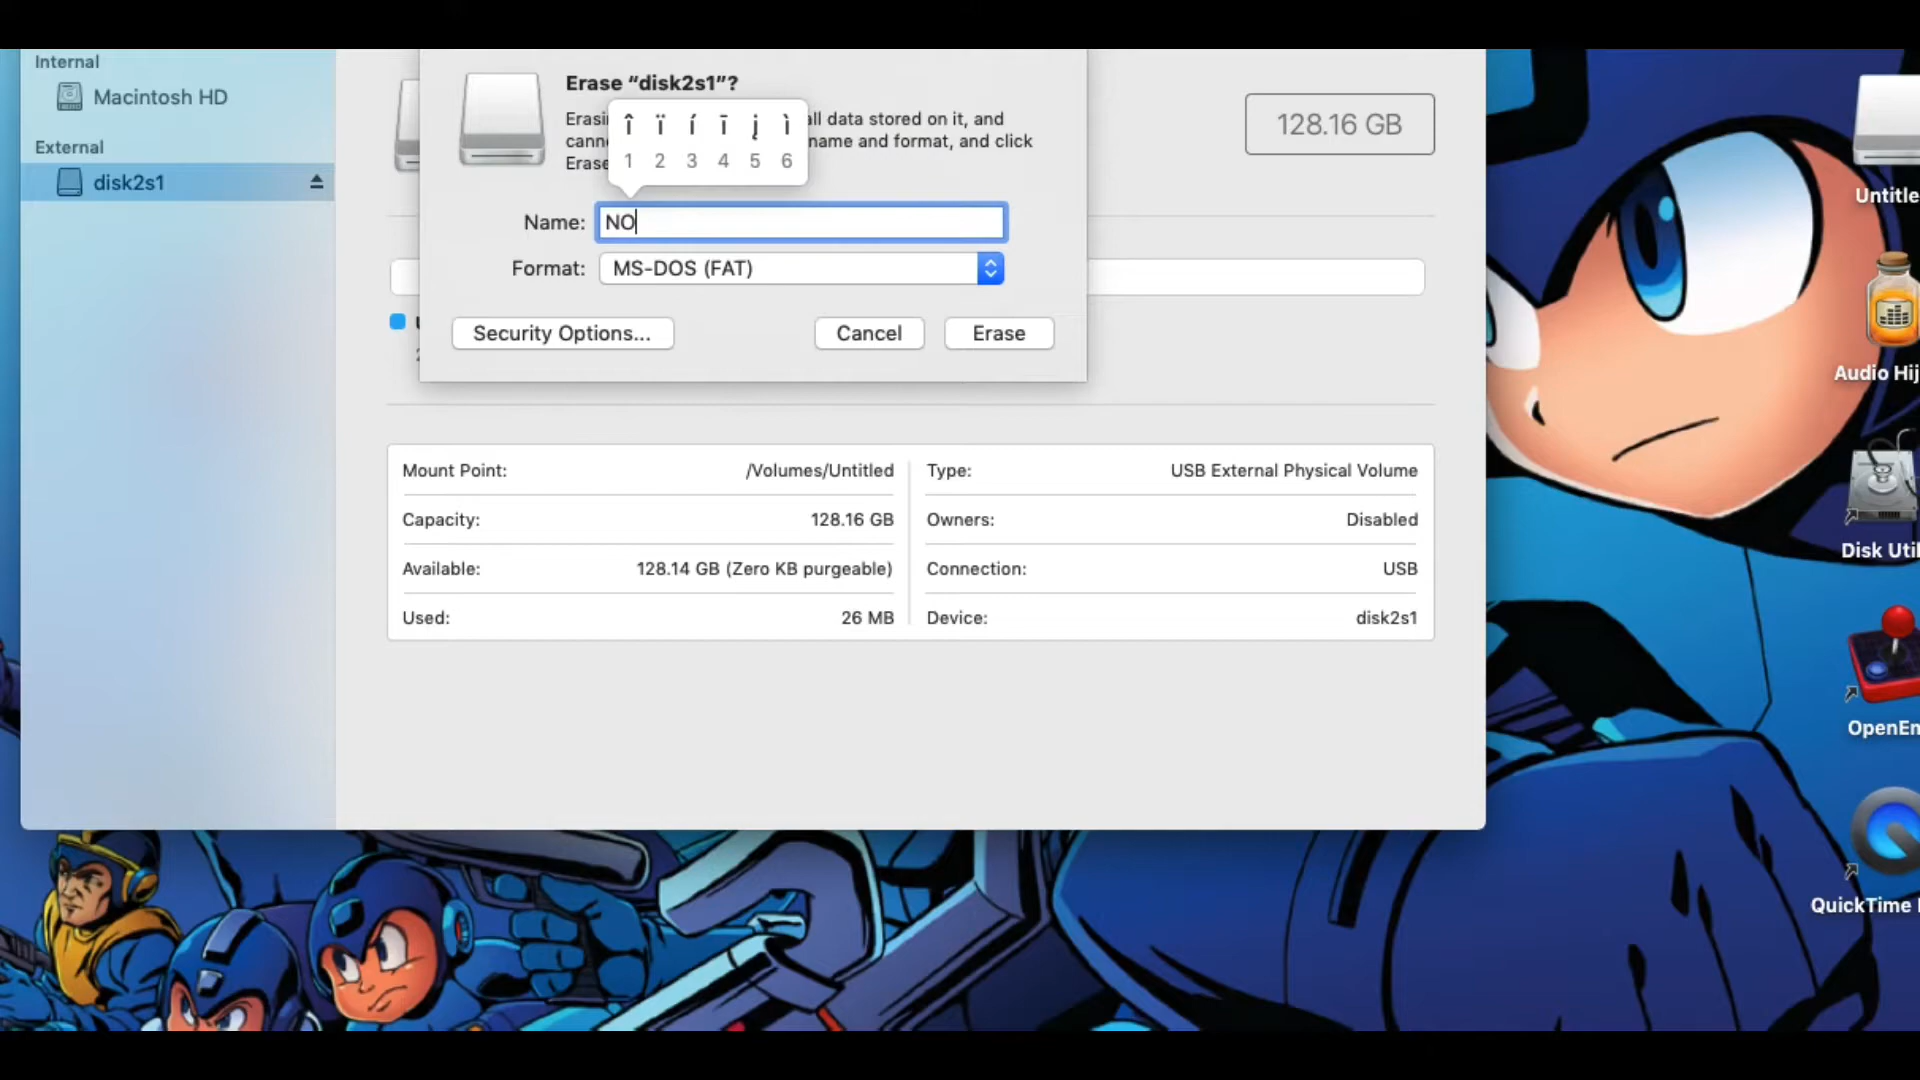 Internal
Macintosh HD
External
disk2s1
Erase “disk2s1”?
Erasi all data stored on it, and
cann name and format, and click
Erase
î ï í ī į ì
1 2 3 4 5 6
Name: NO
Format: MS-DOS (FAT)
Security Options... Cancel Erase
128.16 GB
Mount Point: /Volumes/Untitled
Capacity: 128.16 GB
Available: 128.14 GB (Zero KB purgeable)
Used: 26 MB
Type: USB External Physical Volume
Owners: Disabled
Connection: USB
Device: disk2s1
Untitle
Audio Hij
Disk Util
OpenEm
QuickTime